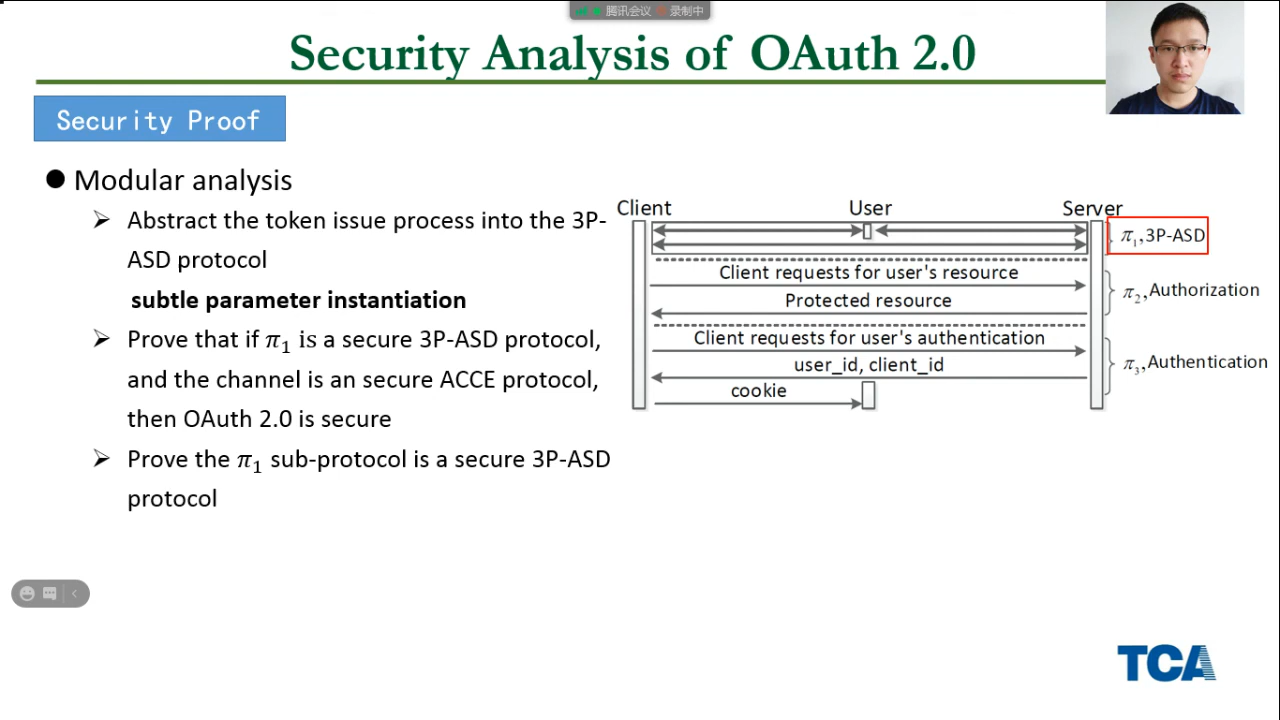 腾讯会议 录制中
Security Analysis of OAuth 2.0
Security Proof
Modular analysis
Abstract the token issue process into the 3P-
ASD protocol
subtle parameter instantiation
Prove that if π₁ is a secure 3P-ASD protocol,
and the channel is an secure ACCE protocol,
then OAuth 2.0 is secure
Prove the π₁ sub-protocol is a secure 3P-ASD
protocol
Client User Server
π₁,3P-ASD
Client requests for user's resource
Protected resource
π₂,Authorization
Client requests for user's authentication
user_id, client_id
π₃,Authentication
cookie
TCA